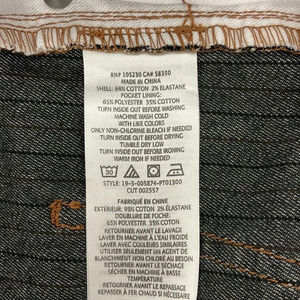 RN# 105230 CA# 58350
MADE IN CHINA
SHELL: 98% COTTON 2% ELASTANE
POCKET LINING:
65% POLYESTER 35% COTTON
TURN INSIDE OUT BEFORE WASHING
MACHINE WASH COLD
WITH LIKE COLORS
ONLY NON-CHLORINE BLEACH IF NEEDED
TURN INSIDE OUT BEFORE DRYING
TUMBLE DRY LOW
TURN INSIDE OUT BEFORE IRONING
WARM IRON IF NEEDED
30
STYLE: 19-3-005874-PT01300
CUT 002557
FABRIQUÉ EN CHINE
EXTÉRIEUR: 98% COTON 2% ÉLASTHANNE
DOUBLURE DE POCHE:
65% POLYESTER 35% COTON
RETOURNER AVANT LE LAVAGE
LAVER EN MACHINE À L'EAU FROIDE
LAVER AVEC COULEURS SIMILAIRES
UTILISER SEULEMENT UN AGENT DE
BLANCHIMENT NON CHLORÉ AU BESOIN
RETOURNER AVANT LE SÉCHAGE
SÉCHER EN MACHINE À BASSE
TEMPÉRATURE
RETOURNER AVANT LE REPASSAGE
REPASSER À FER CHAUD SI NÉCESSAIRE